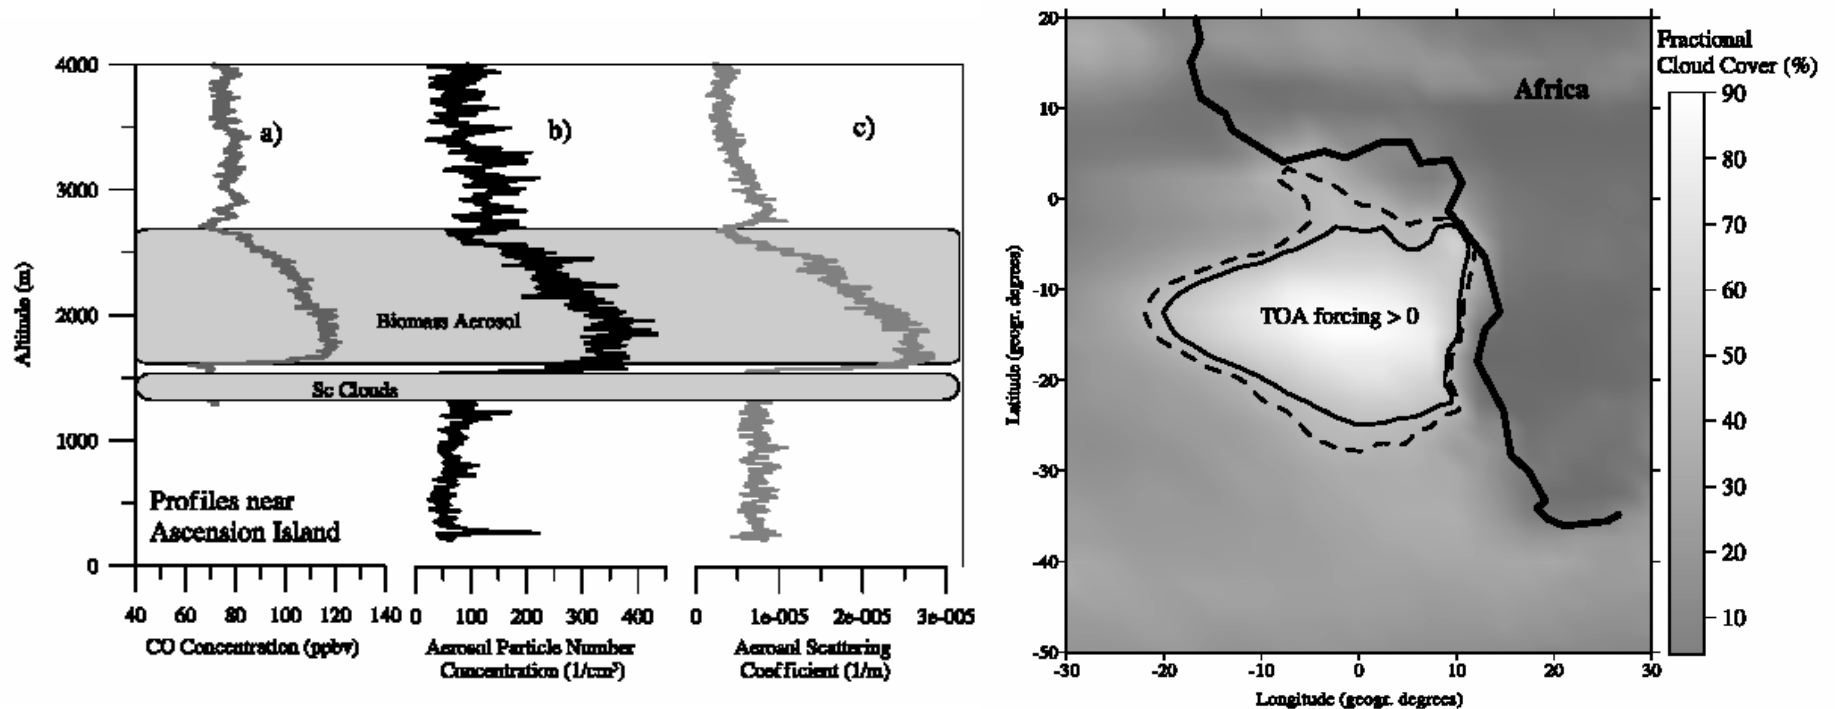 4000
3000
2000
1000
0
Altitude (m)
a)
b)
c)
Biomass Aerosol
Sc Clouds
Profiles near
Ascension Island
40 60 80 100 120 140
CO Concentration (ppbv)
0 100 200 300 400
Aerosol Particle Number
Concentration (1/cm³)
0 1e-005 2e-005 3e-005
Aerosol Scattering
Coefficient (1/m)
20
10
0
-10
-20
-30
-40
-50
Latitude (geogr. degrees)
Africa
TOA forcing > 0
-30 -20 -10 0 10 20 30
Longitude (geogr. degrees)
Fractional
Cloud Cover (%)
90
80
70
60
50
40
30
20
10